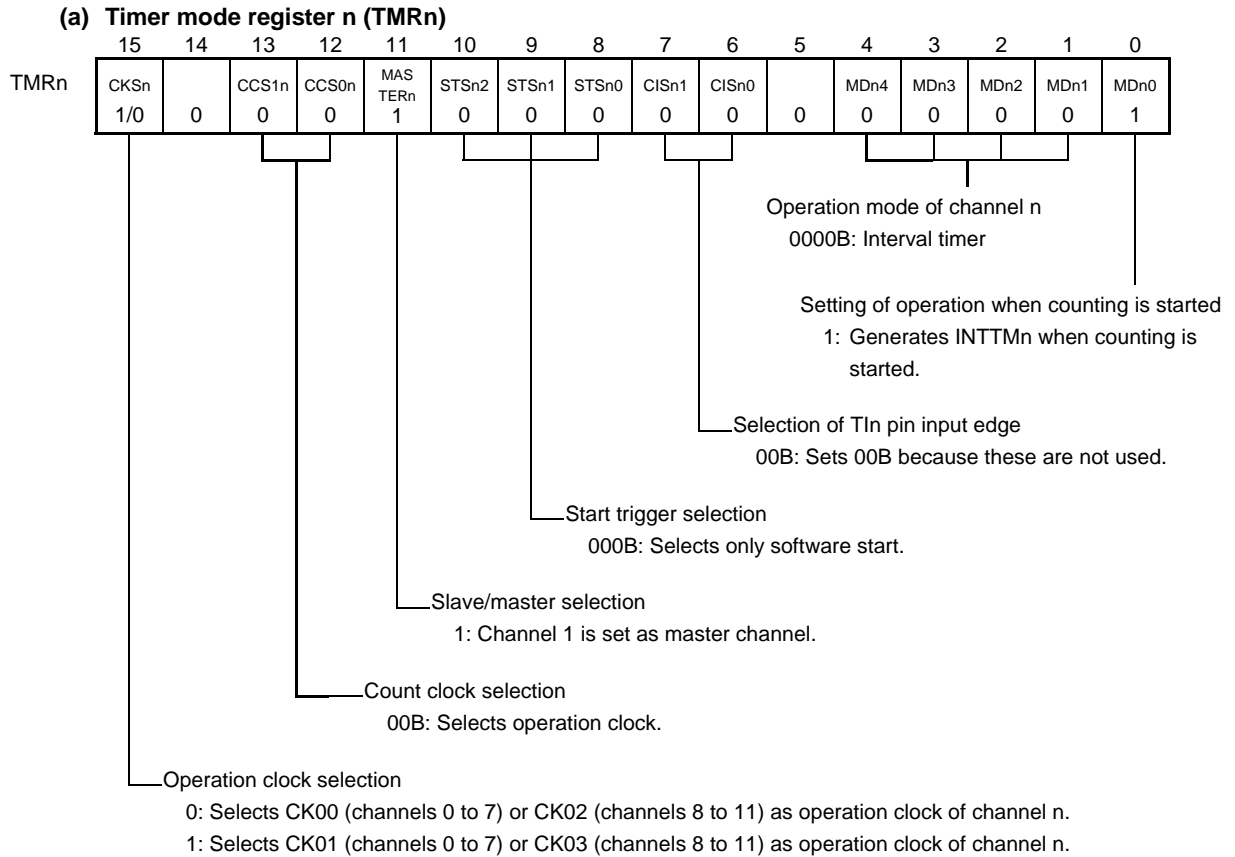 (a) Timer mode register n (TMRn)
15 14 13 12 11 10 9 8 7 6 5 4 3 2 1 0
TMRn CKSn CCS1n CCS0n MAS TERn STSn2 STSn1 STSn0 CISn1 CISn0 MDn4 MDn3 MDn2 MDn1 MDn0
1/0 0 0 0 1 0 0 0 0 0 0 0 0 0 0 1
Operation mode of channel n
0000B: Interval timer
Setting of operation when counting is started
1: Generates INTTMn when counting is
started.
Selection of TIn pin input edge
00B: Sets 00B because these are not used.
Start trigger selection
000B: Selects only software start.
Slave/master selection
1: Channel 1 is set as master channel.
Count clock selection
00B: Selects operation clock.
Operation clock selection
0: Selects CK00 (channels 0 to 7) or CK02 (channels 8 to 11) as operation clock of channel n.
1: Selects CK01 (channels 0 to 7) or CK03 (channels 8 to 11) as operation clock of channel n.